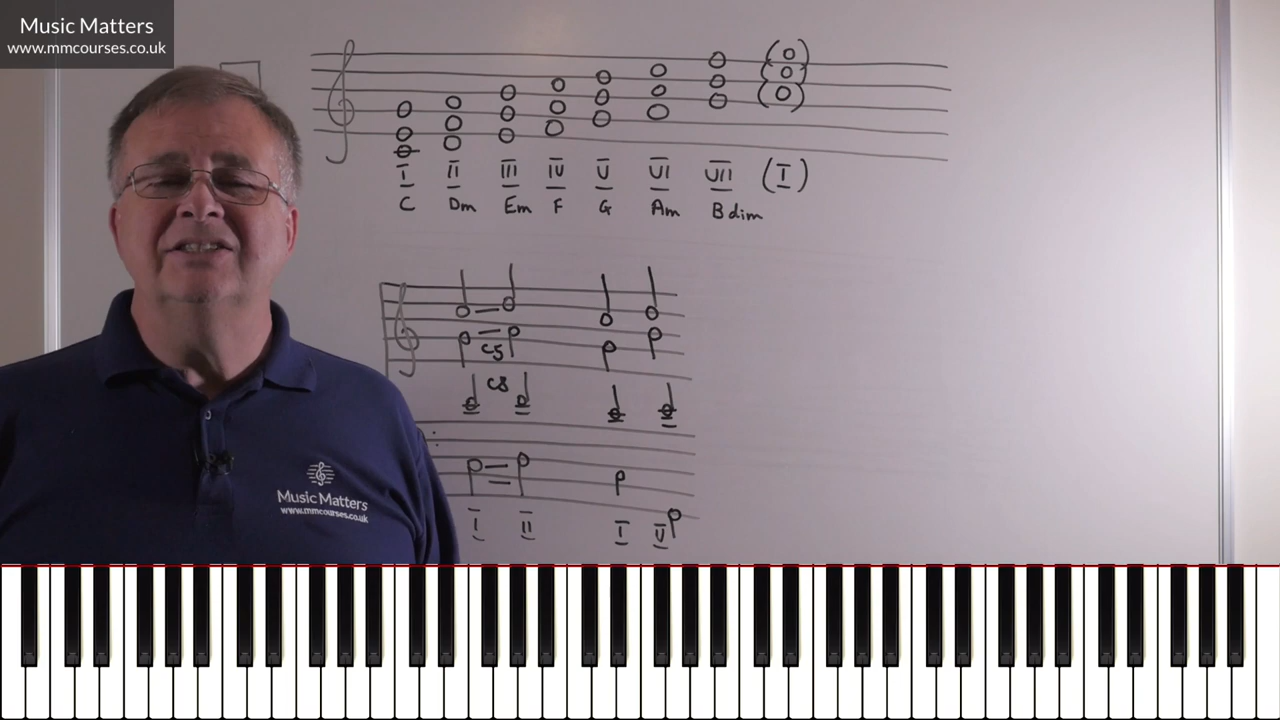 Music Matters
www.mmcourses.co.uk
I II III IV V VI VII (I)
C Dm Em F G Am Bdim
C5
C8
Music Matters
www.mmcourses.co.uk
I II I V